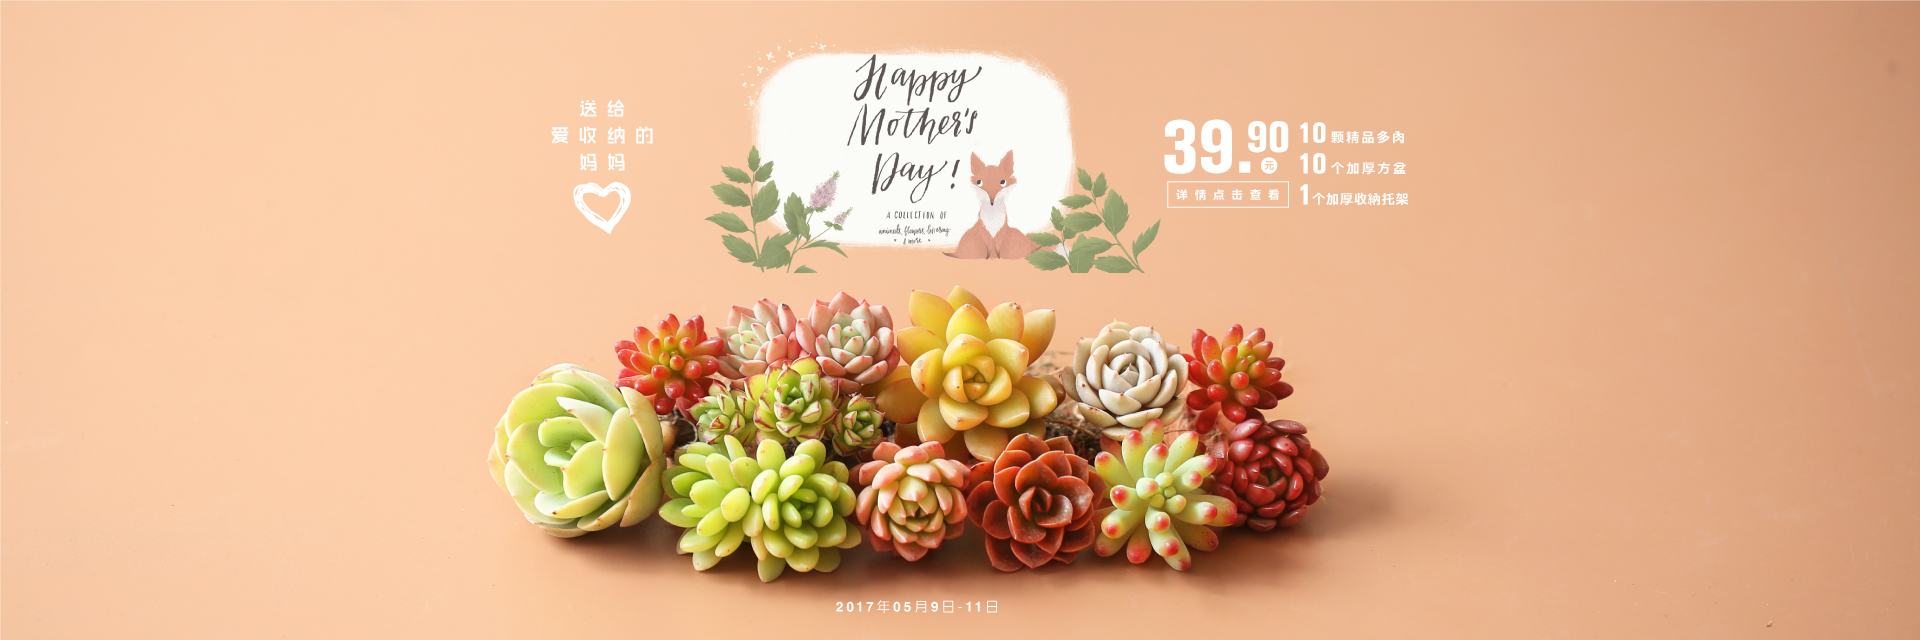 送给
爱收纳的
妈妈
Happy
Mother's
Day!
A COLLECTION OF
animals, flowers, lettering
& more
39.90元
详情点击查看
10颗精品多肉
10个加厚方盆
1个加厚收纳托架
2017年05月9日-11日